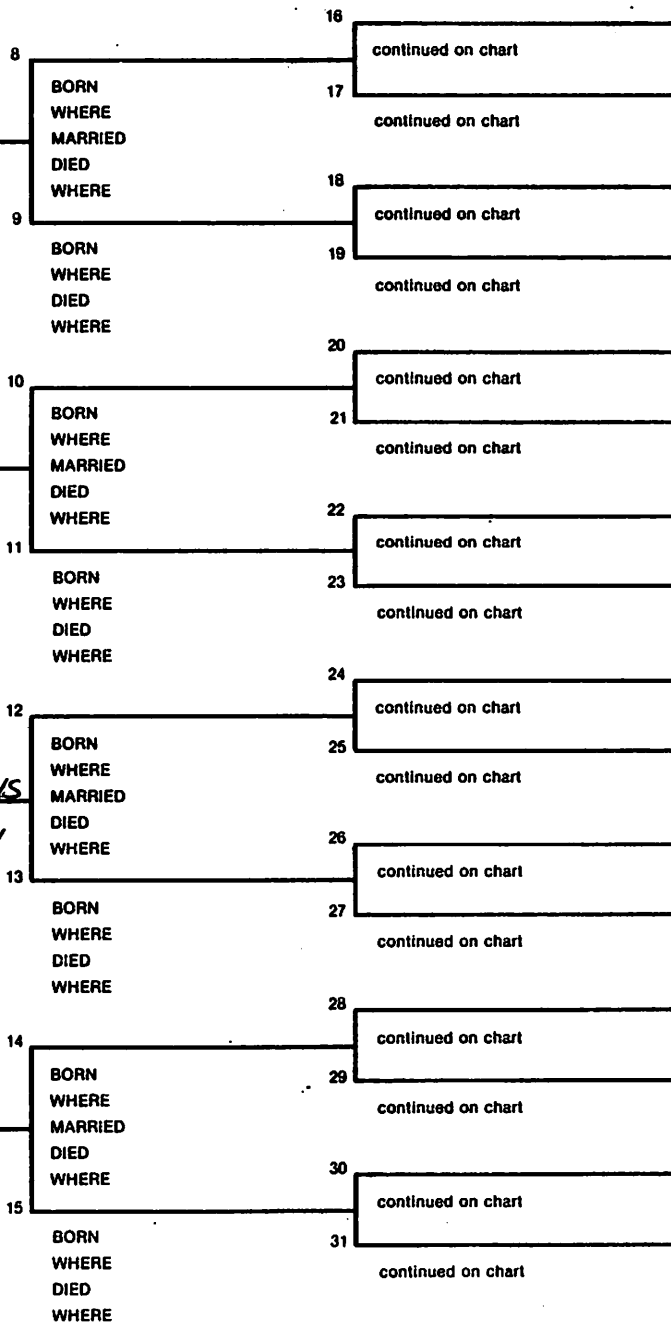 16
continued on chart
8
17
BORN
WHERE
continued on chart
MARRIED
DIED
18
WHERE
continued on chart
9
19
BORN
WHERE
continued on chart
DIED
WHERE
20
continued on chart
10
21
BORN
WHERE
continued on chart
MARRIED
DIED
22
WHERE
continued on chart
11
23
BORN
WHERE
continued on chart
DIED
WHERE
24
continued on chart
12
25
BORN
WHERE
continued on chart
MARRIED
DIED
26
WHERE
continued on chart
13
27
BORN
WHERE
continued on chart
DIED
WHERE
28
continued on chart
14
29
BORN
WHERE
continued on chart
MARRIED
DIED
30
WHERE
continued on chart
15
31
BORN
WHERE
continued on chart
DIED
WHERE